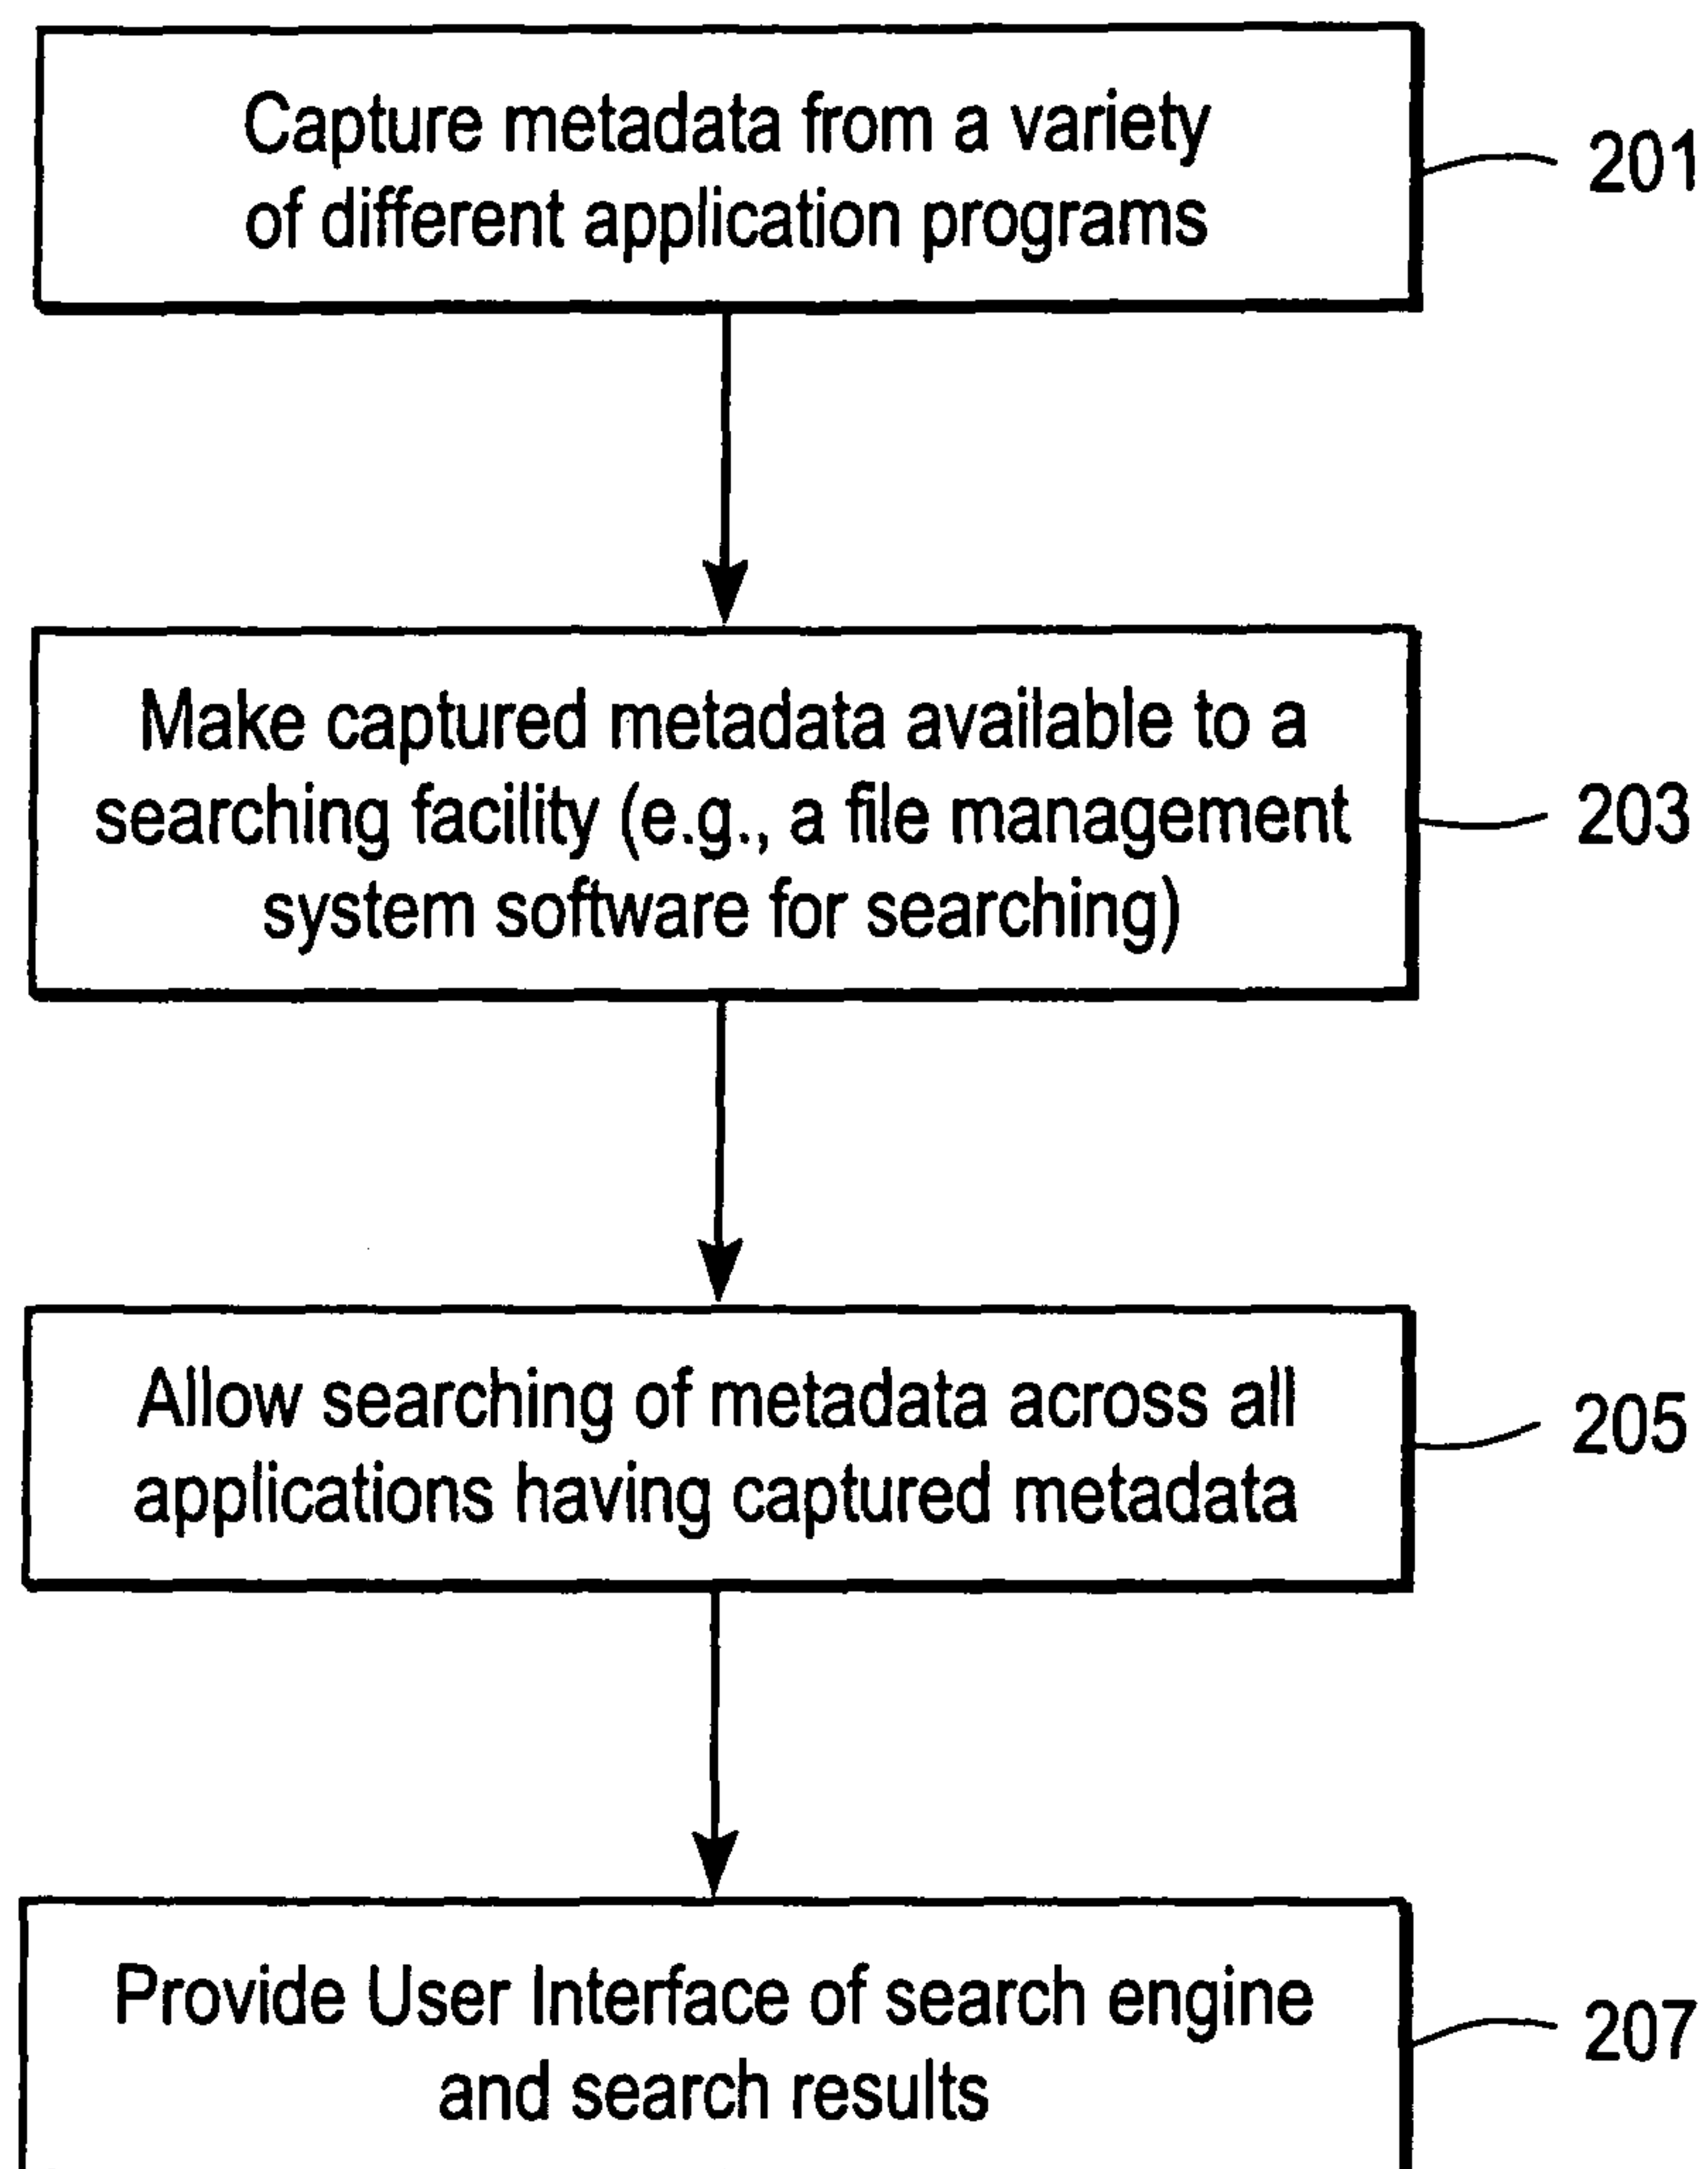 Capture metadata from a variety
of different application programs
201
Make captured metadata available to a
searching facility (e.g., a file management
system software for searching)
203
Allow searching of metadata across all
applications having captured metadata
205
Provide User Interface of search engine
and search results
207